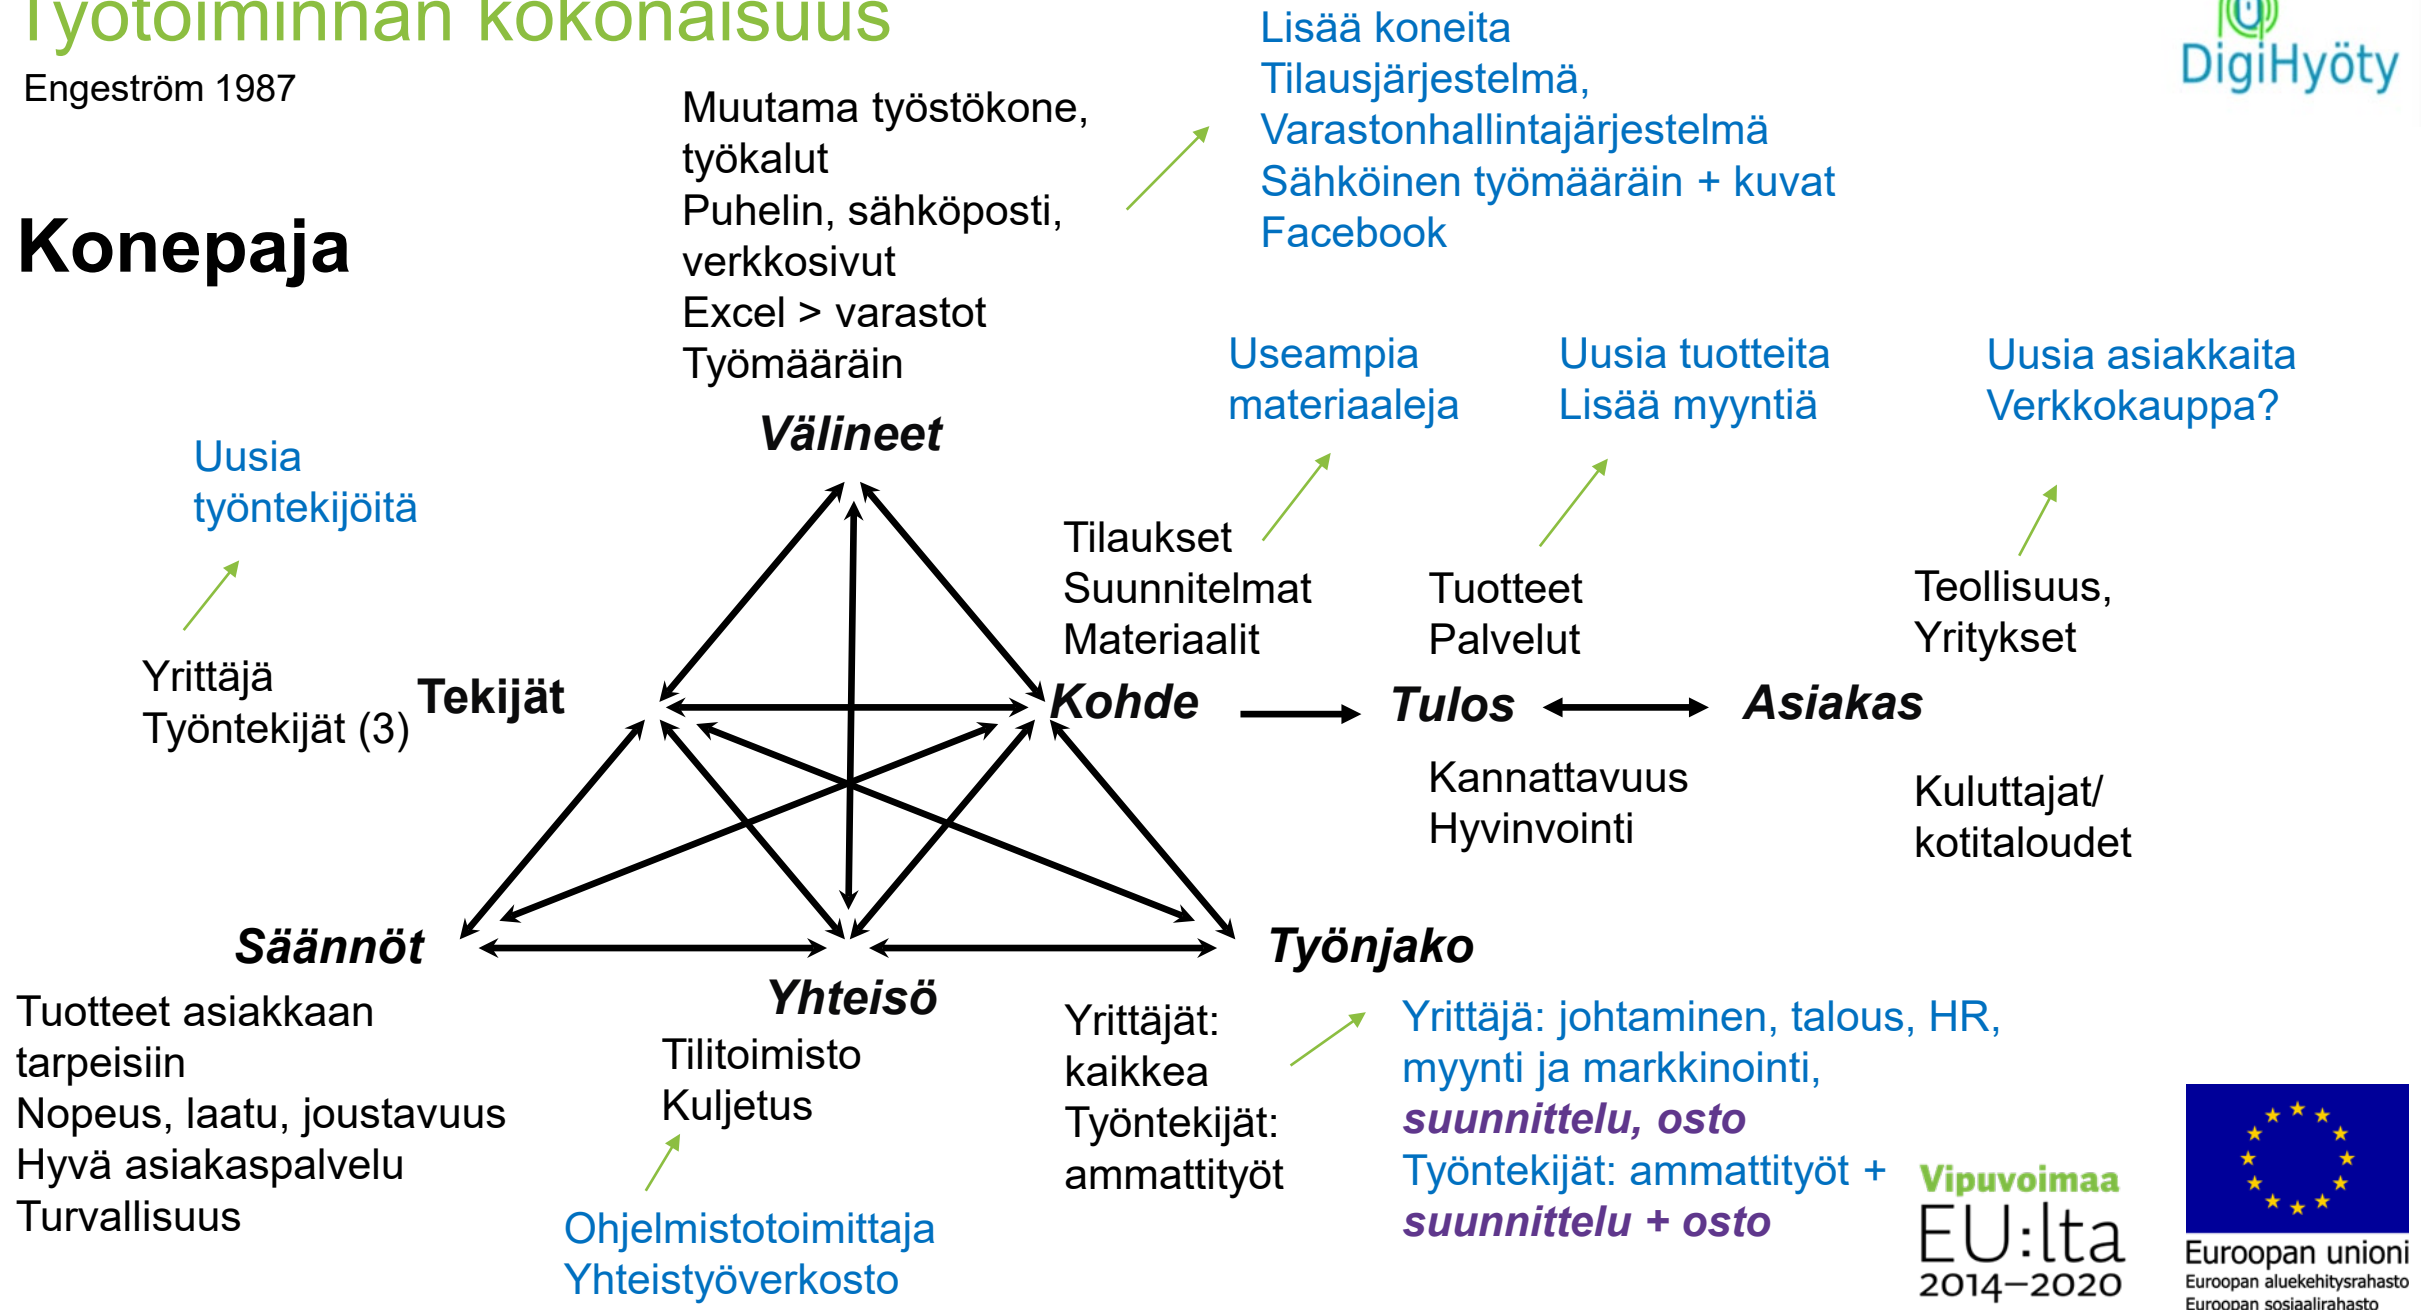 Työtoiminnan kokonaisuus
Engeström 1987
DigiHyöty
Konepaja
Muutama työstökone,
työkalut
Puhelin, sähköposti,
verkkosivut
Excel > varastot
Työmääräin
Lisää koneita
Tilausjärjestelmä,
Varastonhallintajärjestelmä
Sähköinen työmääräin + kuvat
Facebook
Välineet
Uusia
työntekijöitä
Useampia
materiaaleja
Uusia tuotteita
Lisää myyntiä
Uusia asiakkaita
Verkkokauppa?
Tilaukset
Suunnitelmat
Materiaalit
Tuotteet
Palvelut
Teollisuus,
Yritykset
Yrittäjä
Työntekijät (3)
Tekijät
Kohde
Tulos
Asiakas
Kannattavuus
Hyvinvointi
Kuluttajat/
kotitaloudet
Säännöt
Tuotteet asiakkaan
tarpeisiin
Nopeus, laatu, joustavuus
Hyvä asiakaspalvelu
Turvallisuus
Yhteisö
Tilitoimisto
Kuljetus
Ohjelmistotoimittaja
Yhteistyöverkosto
Työnjako
Yrittäjät:
kaikkea
Työntekijät:
ammattityöt
Yrittäjä: johtaminen, talous, HR,
myynti ja markkinointi,
suunnittelu, osto
Työntekijät: ammattityöt +
suunnittelu + osto
Vipuvoimaa
EU:lta
2014–2020
Euroopan unioni
Euroopan aluekehitysrahasto
Euroopan sosiaalirahasto